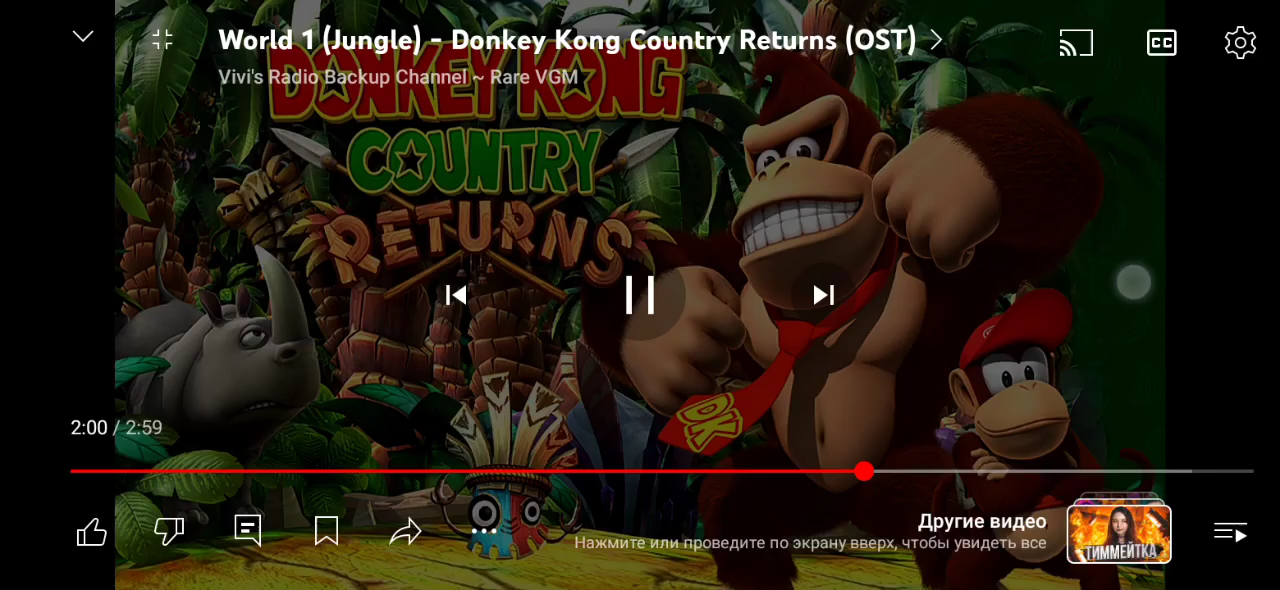 World 1 (Jungle) - Donkey Kong Country Returns (OST)
CC
Vivi's Radio Backup Channel ~ Rare VGM
DONKEY KONG
COUNTRY
RETURNS
DK
2:00 / 2:59
Другие видео
Нажмите или проведите по экрану вверх, чтобы увидеть все
ТИММЕЙТКА